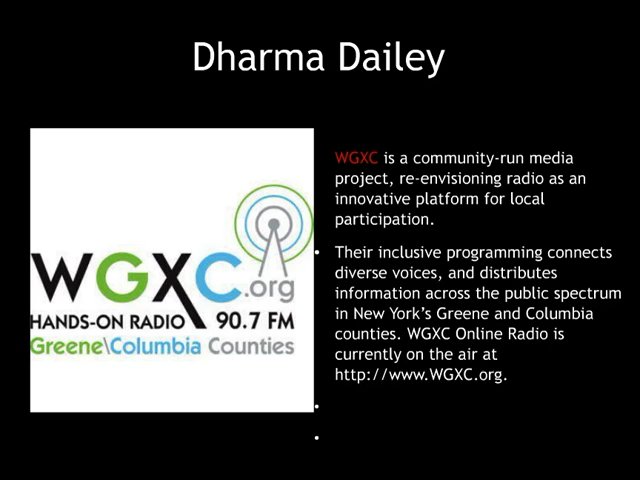 Dharma Dailey
WGXC.org
HANDS-ON RADIO 90.7 FM
Greene\Columbia Counties
WGXC is a community-run media
project, re-envisioning radio as an
innovative platform for local
participation.
• Their inclusive programming connects
diverse voices, and distributes
information across the public spectrum
in New York’s Greene and Columbia
counties. WGXC Online Radio is
currently on the air at
http://www.WGXC.org.
•
•